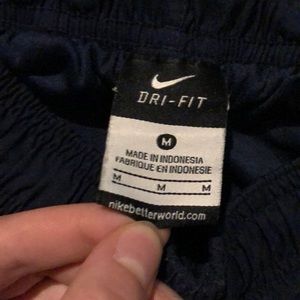 DRI-FIT
M
MADE IN INDONESIA
FABRIQUE EN INDONESIE
M
M M
nikebetterworld.com